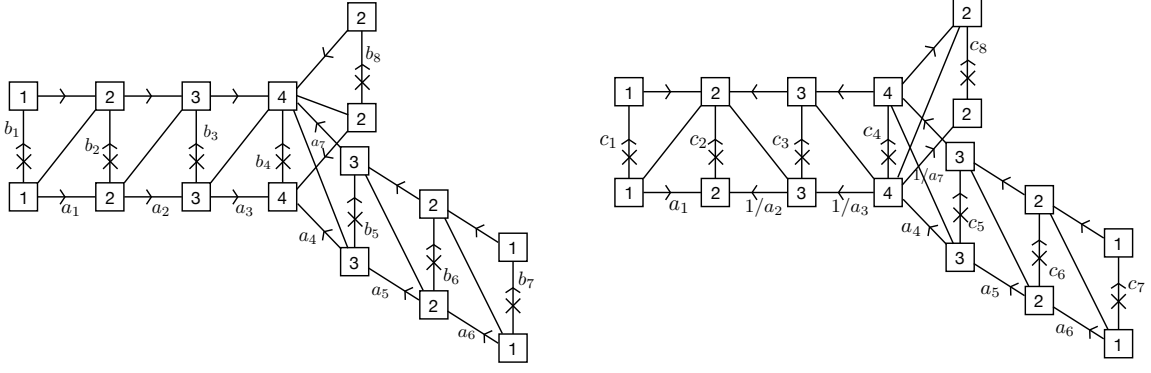 2
2
b₈
c₈
1
2
3
4
1
2
3
4
b₁
b₂
b₃
b₄
2
a₇
c₁
c₂
c₃
c₄
2
3
3
1
2
3
4
1/a₇
1
2
3
4
a₁
a₂
a₃
a₁
1/a₂
1/a₃
2
2
a₄
b₅
a₄
c₅
1
1
3
3
b₆
b₇
c₆
c₇
a₅
2
a₅
2
a₆
a₆
1
1